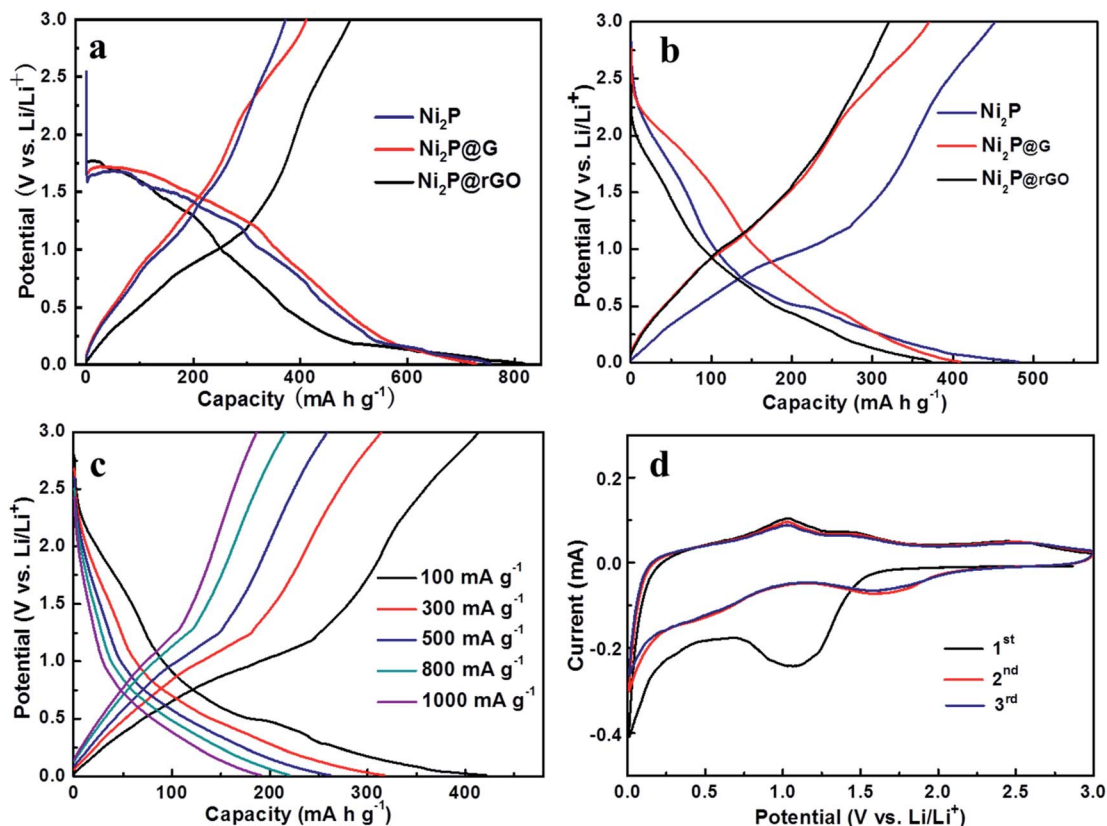 a
3.0
2.5
2.0
1.5
1.0
0.5
0.0
Potential (V vs. Li/Li⁺)
Ni₂P
Ni₂P@G
Ni₂P@rGO
0 200 400 600 800
Capacity (mA h g⁻¹)
b
3.0
2.5
2.0
1.5
1.0
0.5
0.0
Potential (V vs. Li/Li⁺)
Ni₂P
Ni₂P@G
Ni₂P@rGO
0 100 200 300 400 500
Capacity (mA h g⁻¹)
c
3.0
2.5
2.0
1.5
1.0
0.5
0.0
Potential (V vs. Li/Li⁺)
100 mA g⁻¹
300 mA g⁻¹
500 mA g⁻¹
800 mA g⁻¹
1000 mA g⁻¹
0 100 200 300 400
Capacity (mA h g⁻¹)
d
0.2
0.0
-0.2
-0.4
Current (mA)
1ˢᵗ
2ⁿᵈ
3ʳᵈ
0.0 0.5 1.0 1.5 2.0 2.5 3.0
Potential (V vs. Li/Li⁺)